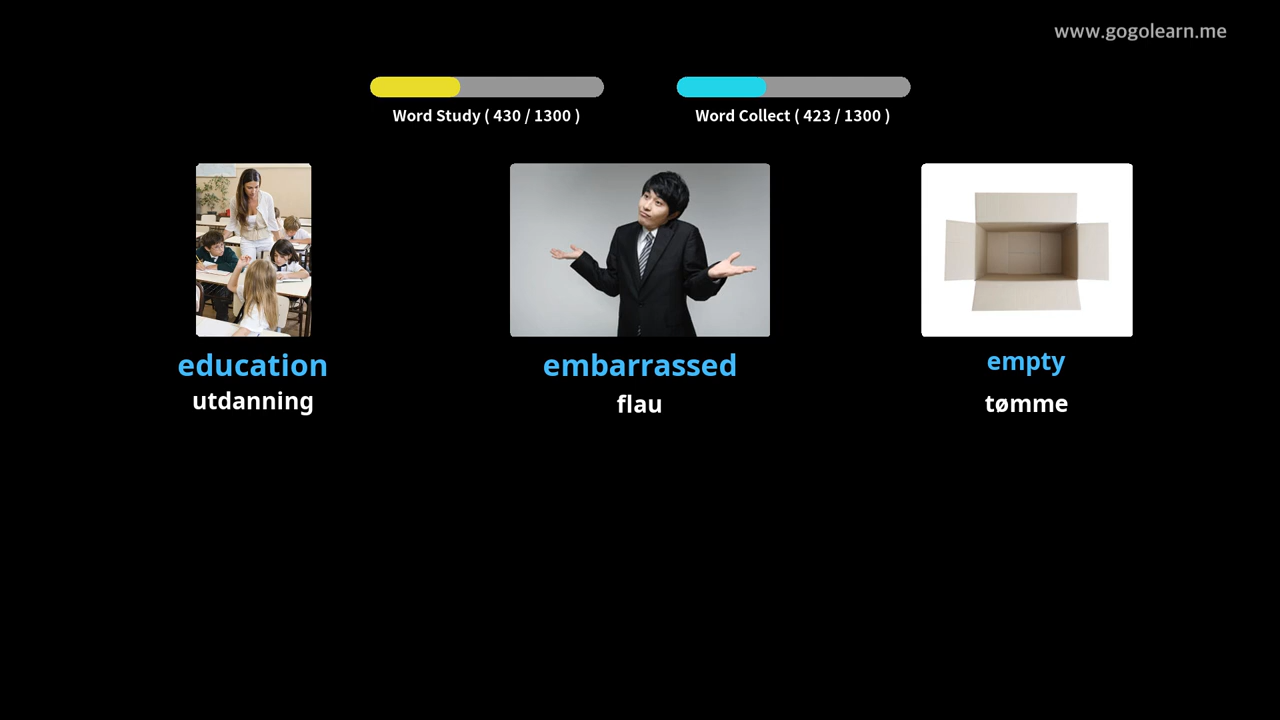 www.gogolearn.me
Word Study ( 430 / 1300 )
Word Collect ( 423 / 1300 )
education
utdanning
embarrassed
flau
empty
tømme